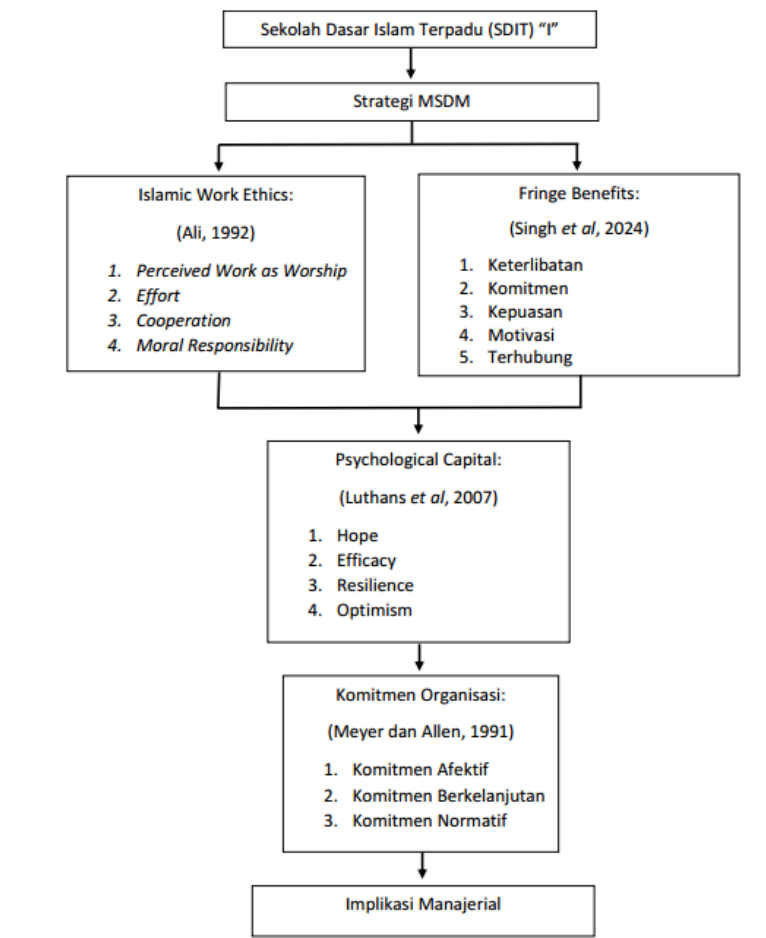 Sekolah Dasar Islam Terpadu (SDIT) “I”
Strategi MSDM
Islamic Work Ethics:
(Ali, 1992)
1. Perceived Work as Worship
2. Effort
3. Cooperation
4. Moral Responsibility
Fringe Benefits:
(Singh et al, 2024)
1. Keterlibatan
2. Komitmen
3. Kepuasan
4. Motivasi
5. Terhubung
Psychological Capital:
(Luthans et al, 2007)
1. Hope
2. Efficacy
3. Resilience
4. Optimism
Komitmen Organisasi:
(Meyer dan Allen, 1991)
1. Komitmen Afektif
2. Komitmen Berkelanjutan
3. Komitmen Normatif
Implikasi Manajerial